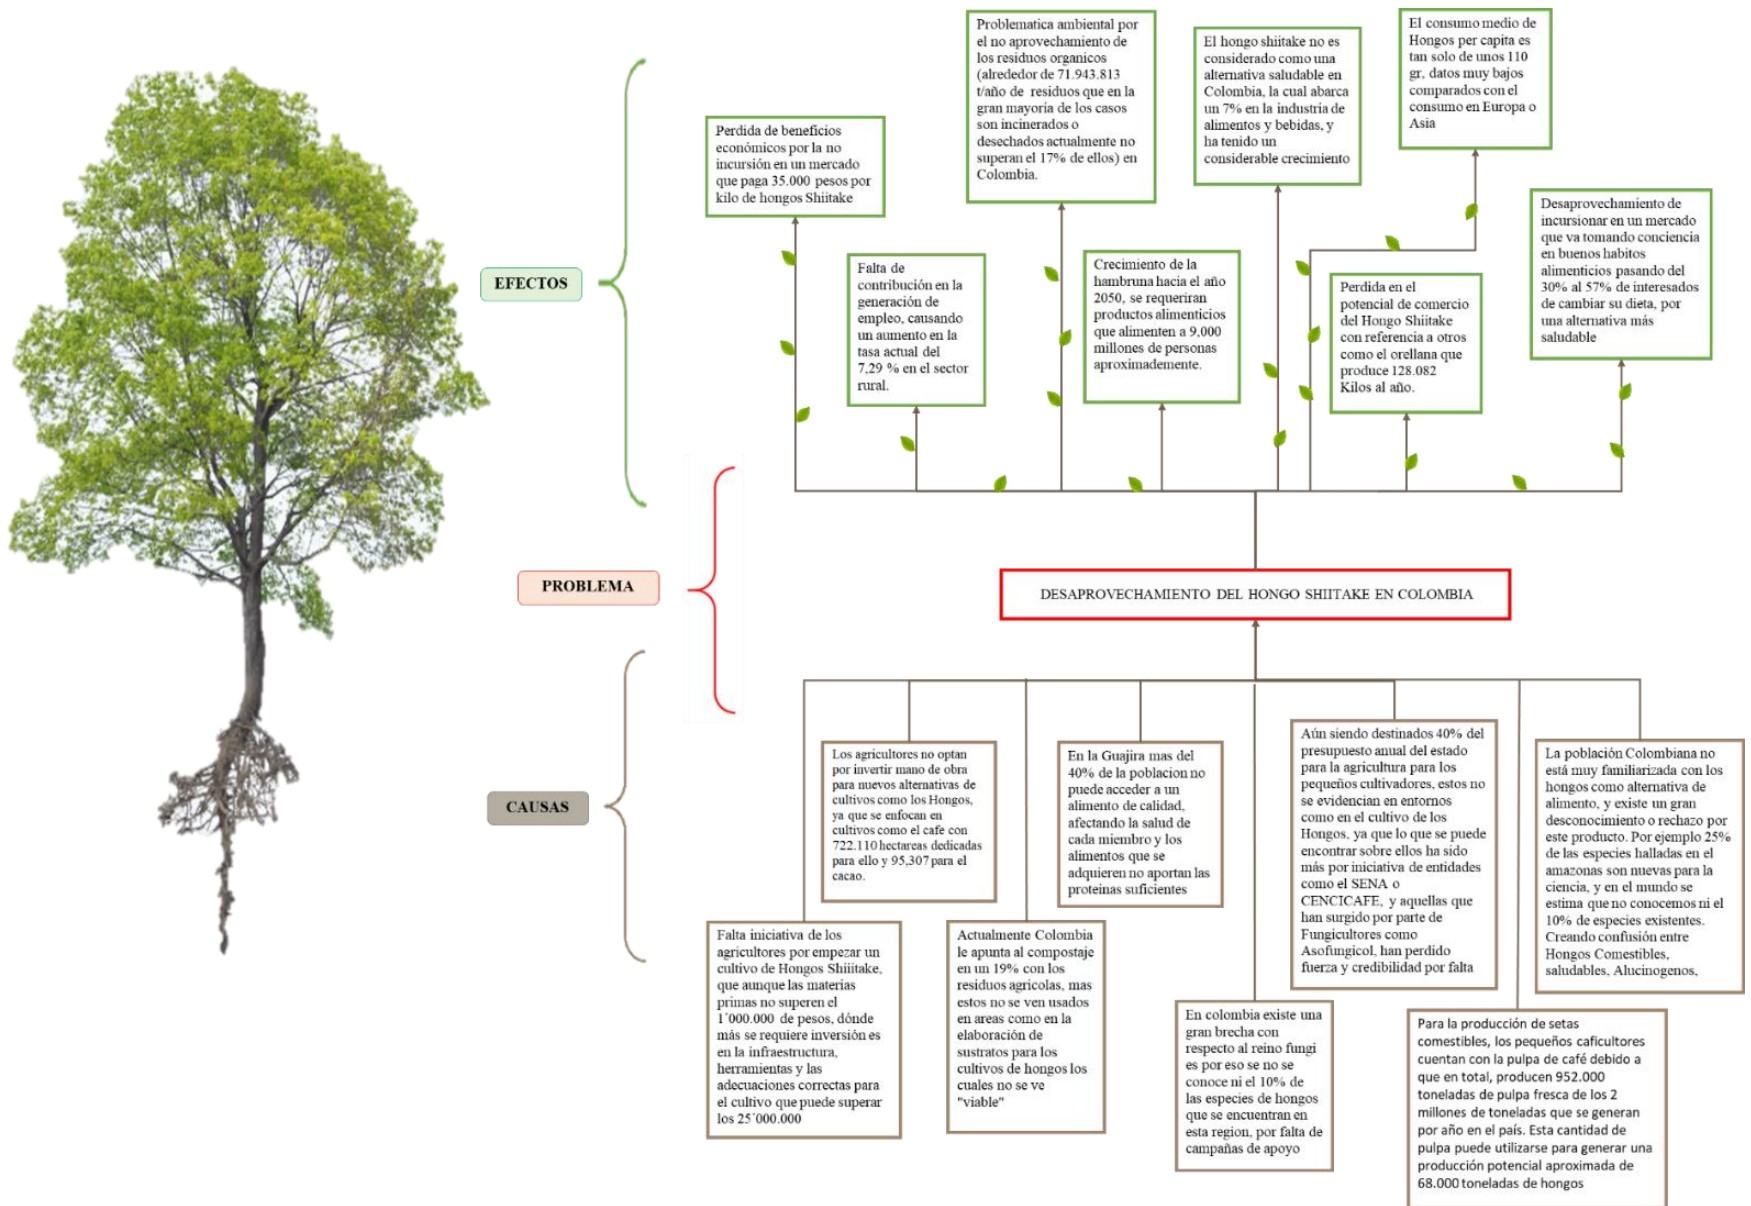 Problematica ambiental por
el no aprovechamiento de
los residuos organicos
(alrededor de 71.943.813
t/año de residuos que en la
gran mayoría de los casos
son incinerados o
desechados actualmente no
superan el 17% de ellos) en
Colombia.
El hongo shiitake no es
considerado como una
alternativa saludable en
Colombia, la cual abarca
un 7% en la industria de
alimentos y bebidas, y
ha tenido un
considerable crecimiento
El consumo medio de
Hongos per capita es
tan solo de unos 110
gr, datos muy bajos
comparados con el
consumo en Europa o
Asia
Perdida de beneficios
económicos por la no
incursión en un mercado
que paga 35.000 pesos por
kilo de hongos Shiitake
Desaprovechamiento de
incursionar en un mercado
que va tomando conciencia
en buenos habitos
alimenticios pasando del
30% al 57% de interesados
de cambiar su dieta, por
una alternativa más
saludable
EFECTOS
Falta de
contribución en la
generación de
empleo, causando
un aumento en la
tasa actual del
7,29 % en el sector
rural.
Crecimiento de la
hambruna hacia el año
2050, se requeriran
productos alimenticios
que alimenten a 9,000
millones de personas
aproximademente.
Perdida en el
potencial de comercio
del Hongo Shiitake
con referencia a otros
como el orellana que
produce 128.082
Kilos al año.
PROBLEMA
DESAPROVECHAMIENTO DEL HONGO SHIITAKE EN COLOMBIA
CAUSAS
Los agricultores no optan
por invertir mano de obra
para nuevos alternativas de
cultivos como los Hongos,
ya que se enfocan en
cultivos como el cafe con
722.110 hectareas dedicadas
para ello y 95,307 para el
cacao.
En la Guajira mas del
40% de la poblacion no
puede acceder a un
alimento de calidad,
afectando la salud de
cada miembro y los
alimentos que se
adquieren no aportan las
proteinas suficientes
Aún siendo destinados 40% del
presupuesto anual del estado
para la agricultura para los
pequeños cultivadores, estos no
se evidencian en entornos
como en el cultivo de los
Hongos, ya que lo que se puede
encontrar sobre ellos ha sido
más por iniciativa de entidades
como el SENA o
CENCICAFE, y aquellas que
han surgido por parte de
Fungicultores como
Asofungicol, han perdido
fuerza y credibilidad por falta
La población Colombiana no
está muy familiarizada con los
hongos como alternativa de
alimento, y existe un gran
desconocimiento o rechazo por
este producto. Por ejemplo 25%
de las especies halladas en el
amazonas son nuevas para la
ciencia, y en el mundo se
estima que no conocemos ni el
10% de especies existentes.
Creando confusión entre
Hongos Comestibles,
saludables, Alucinogenos,
Falta iniciativa de los
agricultores por empezar un
cultivo de Hongos Shiiitake,
que aunque las materias
primas no superen el
1´000.000 de pesos, dónde
más se requiere inversión es
en la infraestructura,
herramientas y las
adecuaciones correctas para
el cultivo que puede superar
los 25´000.000
Actualmente Colombia
le apunta al compostaje
en un 19% con los
residuos agricolas, mas
estos no se ven usados
en areas como en la
elaboración de
sustratos para los
cultivos de hongos los
cuales no se ve
"viable"
En colombia existe una
gran brecha con
respecto al reino fungi
es por eso se no se
conoce ni el 10% de
las especies de hongos
que se encuentran en
esta region, por falta de
campañas de apoyo
Para la producción de setas
comestibles, los pequeños caficultores
cuentan con la pulpa de café debido a
que en total, producen 952.000
toneladas de pulpa fresca de los 2
millones de toneladas que se generan
por año en el país. Esta cantidad de
pulpa puede utilizarse para generar una
producción potencial aproximada de
68.000 toneladas de hongos